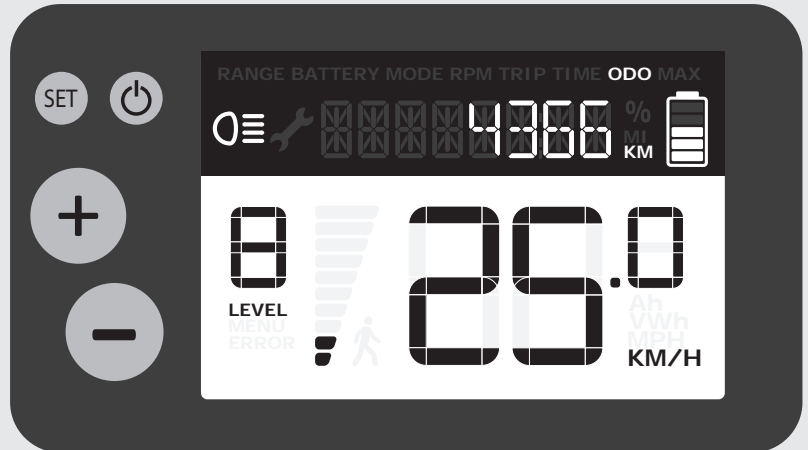 RANGE BATTERY MODE RPM TRIP TIME ODO MAX
SET
4366
%
MI
KM
8
25.0
LEVEL
MENU
ERROR
Ah
VWh
MPH
KM/H